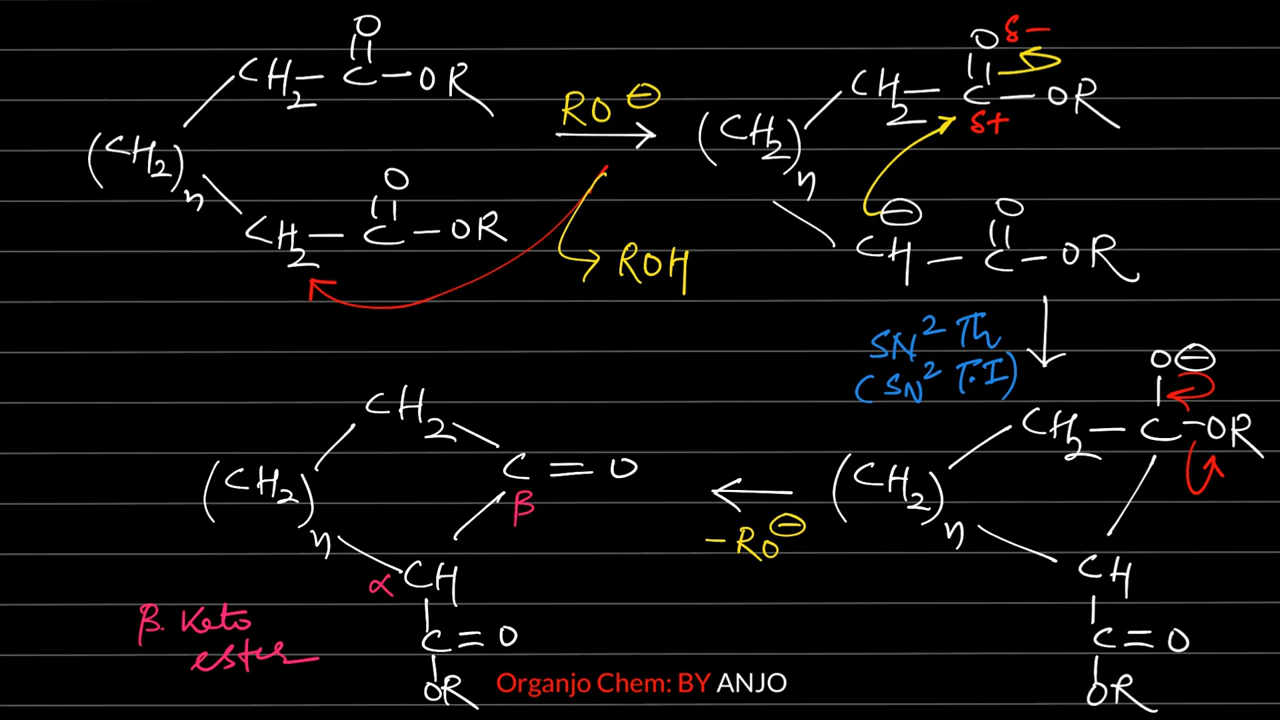 O
||
CH2–C–OR
(CH2)n
O
||
CH2–C–OR
RO⊖
ROH
O δ−
||
CH2–C–OR
δ+
(CH2)n
⊖ O
||
CH–C–OR
SN2 Th
(SN2 T.I)
O⊖
CH2–C–OR
(CH2)n
CH
C=O
OR
–RO⊖
CH2
C=O
β
(CH2)n
α CH
C=O
OR
β. Keto
ester
Organjo Chem: BY ANJO